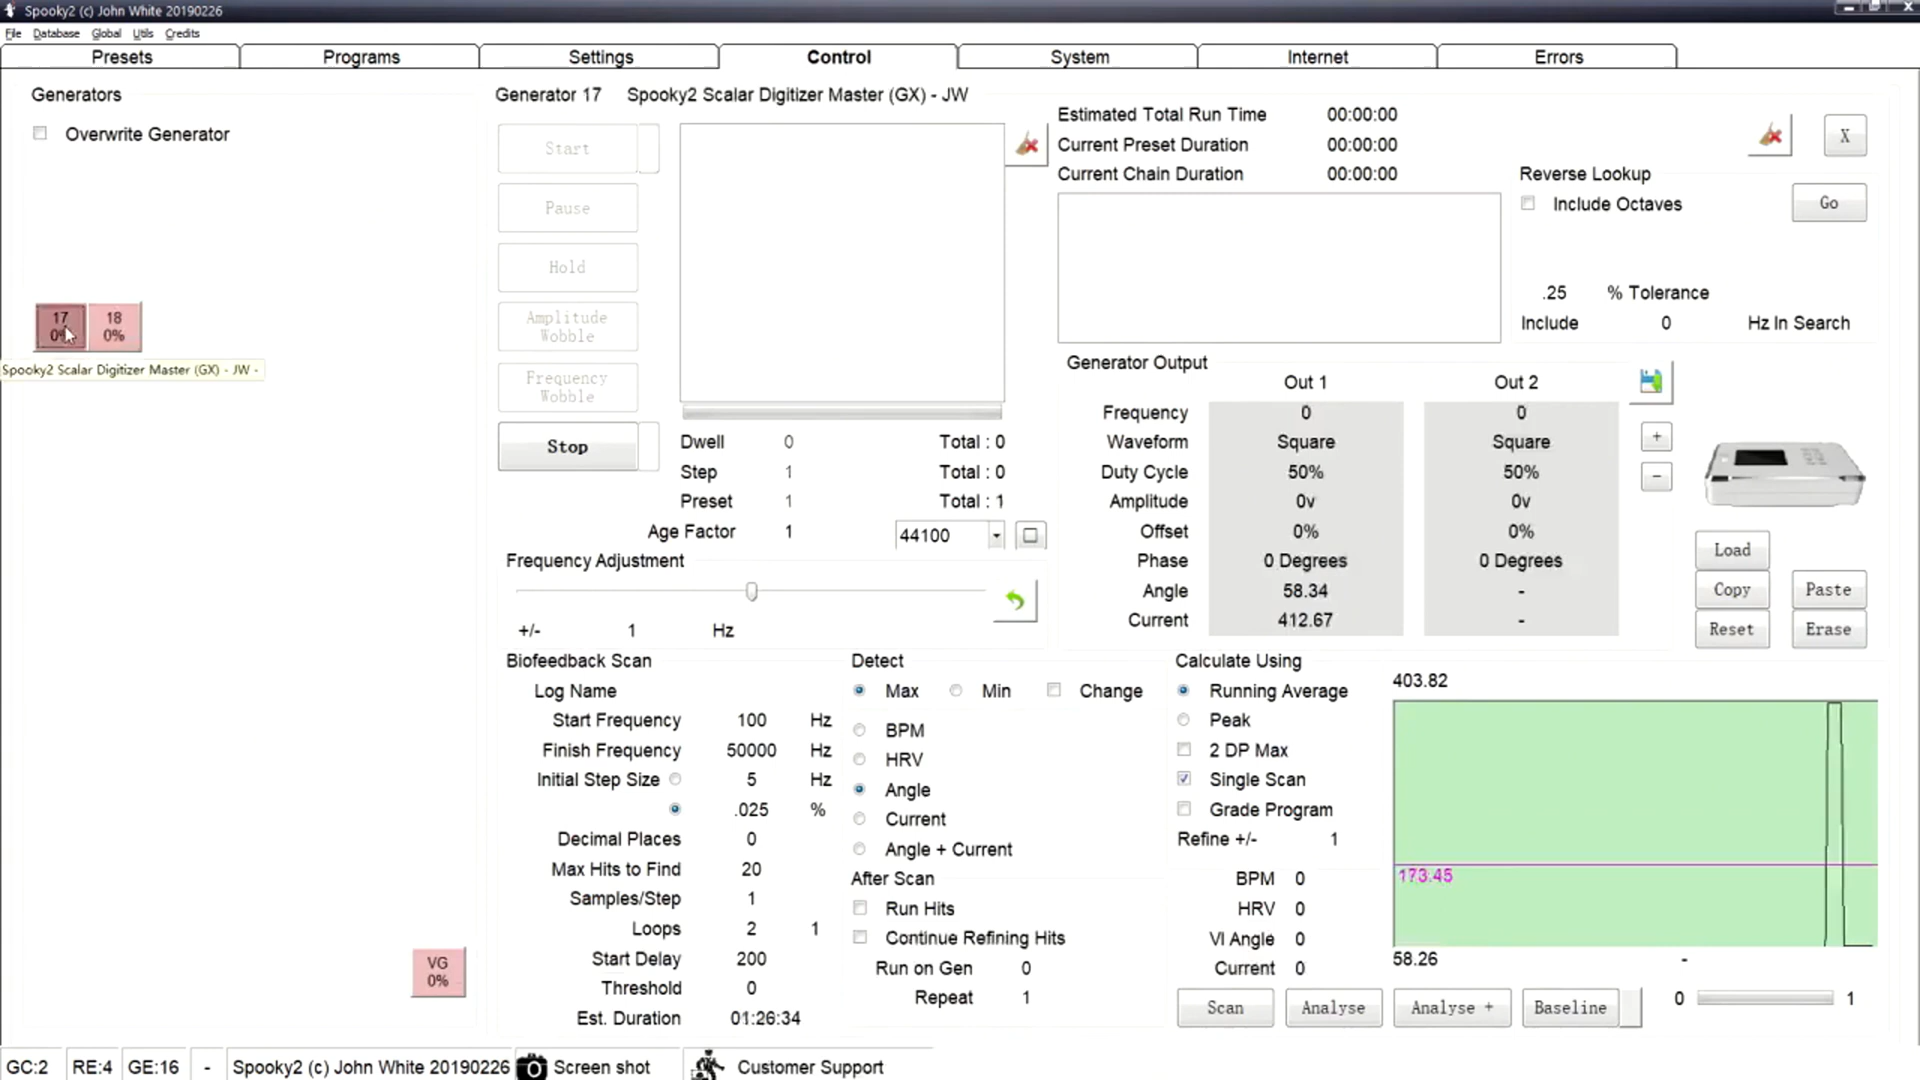 Spooky2 (c) John White 20190226
File Database Global Utils Credits
Presets Programs Settings Control System Internet Errors
Generators
Overwrite Generator
17 18
0% 0%
Spooky2 Scalar Digitizer Master (GX) - JW -
VG
0%
Generator 17 Spooky2 Scalar Digitizer Master (GX) - JW
Start
Pause
Hold
Amplitude
Wobble
Frequency
Wobble
Stop
Dwell 0 Total : 0
Step 1 Total : 0
Preset 1 Total : 1
Age Factor 1 44100
Frequency Adjustment
+/- 1 Hz
Estimated Total Run Time 00:00:00
Current Preset Duration 00:00:00
Current Chain Duration 00:00:00
X
Reverse Lookup
Include Octaves Go
.25 % Tolerance
Include 0 Hz In Search
Generator Output
Out 1 Out 2
Frequency 0 0
Waveform Square Square
Duty Cycle 50% 50%
Amplitude 0v 0v
Offset 0% 0%
Phase 0 Degrees 0 Degrees
Angle 58.34 -
Current 412.67 -
+
-
Load
Copy Paste
Reset Erase
Biofeedback Scan
Log Name
Start Frequency 100 Hz
Finish Frequency 50000 Hz
Initial Step Size 5 Hz
.025 %
Decimal Places 0
Max Hits to Find 20
Samples/Step 1
Loops 2 1
Start Delay 200
Threshold 0
Est. Duration 01:26:34
Detect
Max Min Change
BPM
HRV
Angle
Current
Angle + Current
After Scan
Run Hits
Continue Refining Hits
Run on Gen 0
Repeat 1
Calculate Using
Running Average
Peak
2 DP Max
Single Scan
Grade Program
Refine +/- 1
BPM 0
HRV 0
VI Angle 0
Current 0
403.82
173.45
58.26 -
Scan Analyse Analyse + Baseline 0 1
GC:2 RE:4 GE:16 - Spooky2 (c) John White 20190226 Screen shot Customer Support